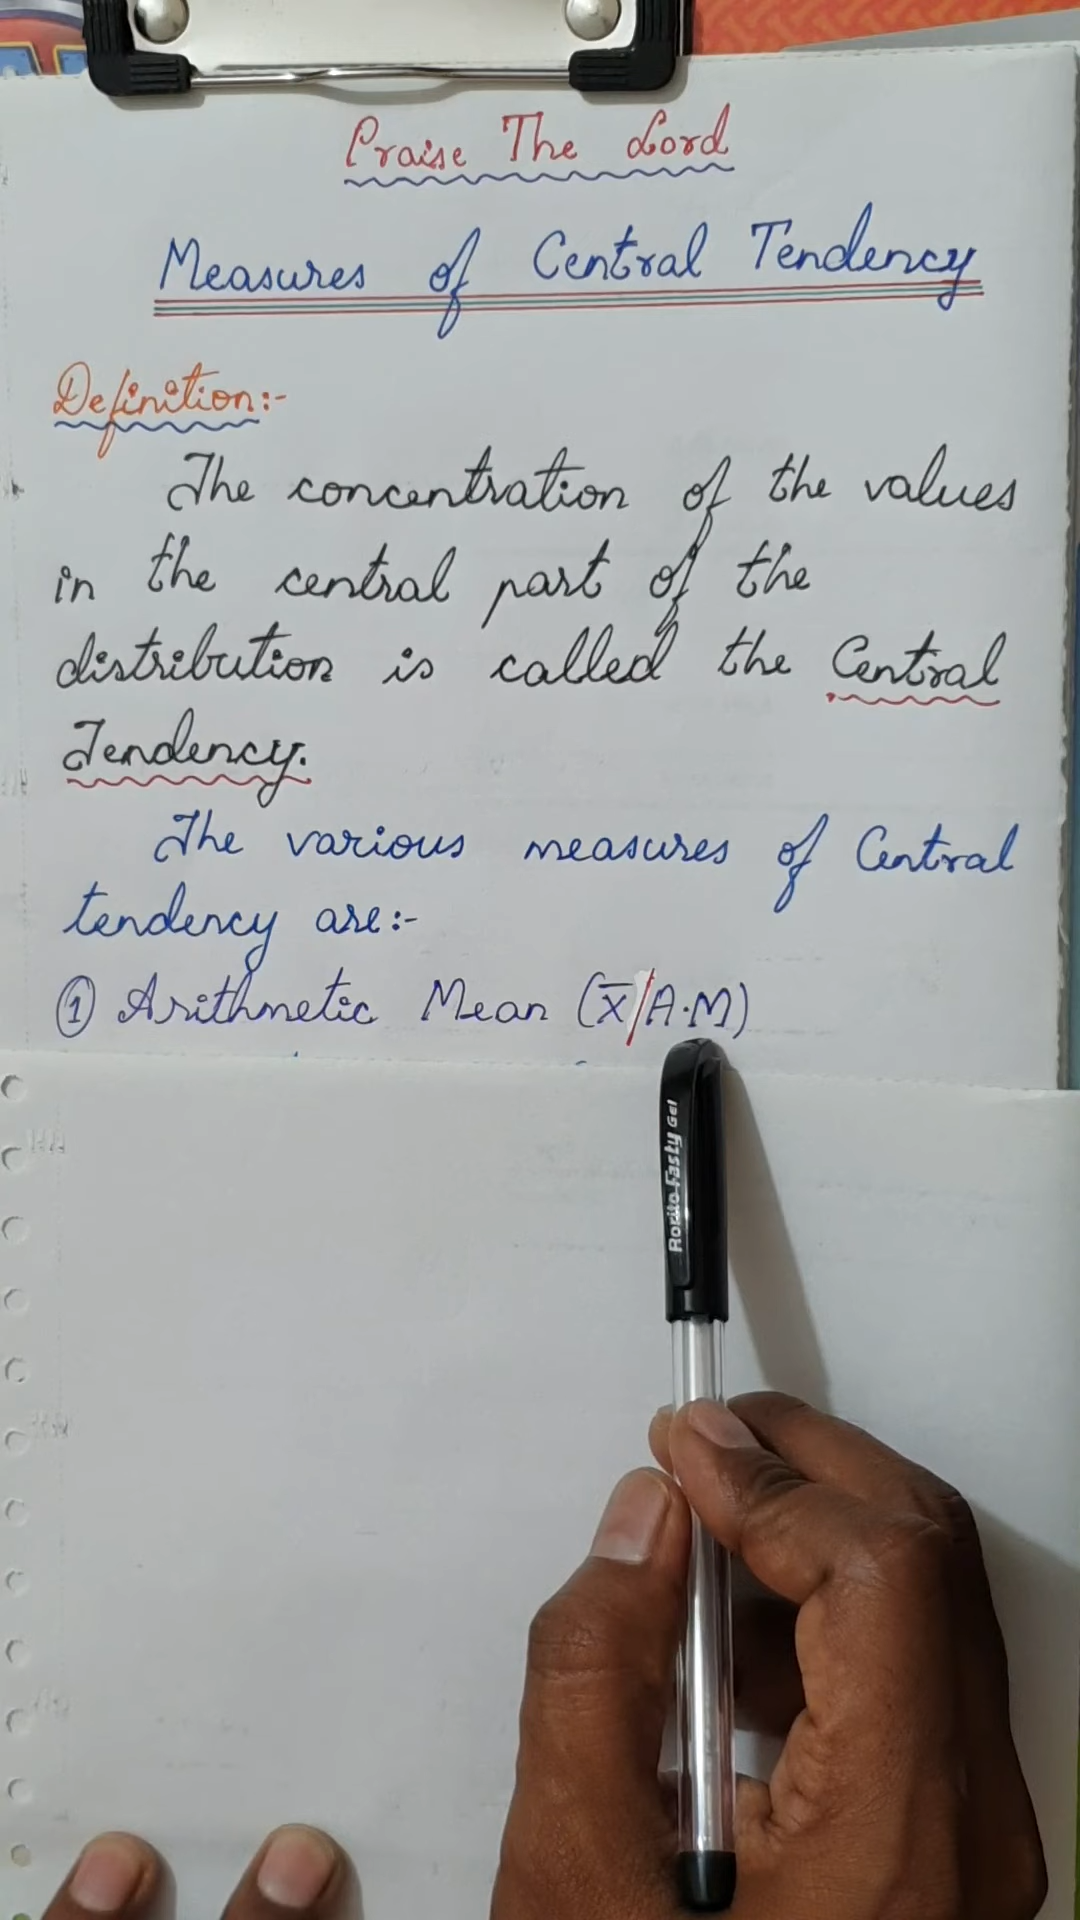 Praise The Lord
Measures of Central Tendency
Definition:-
The concentration of the values
in the central part of the
distribution is called the Central
Tendency.
The various measures of Central
tendency are:-
① Arithmetic Mean (x̄/A.M)
Rorito Fasty Gel